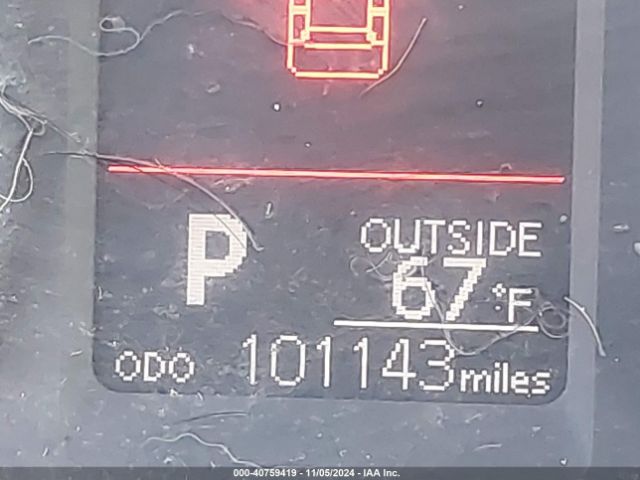 P
OUTSIDE
67°F
ODO 101143 miles
000-40759419 - 11/05/2024 - IAA Inc.